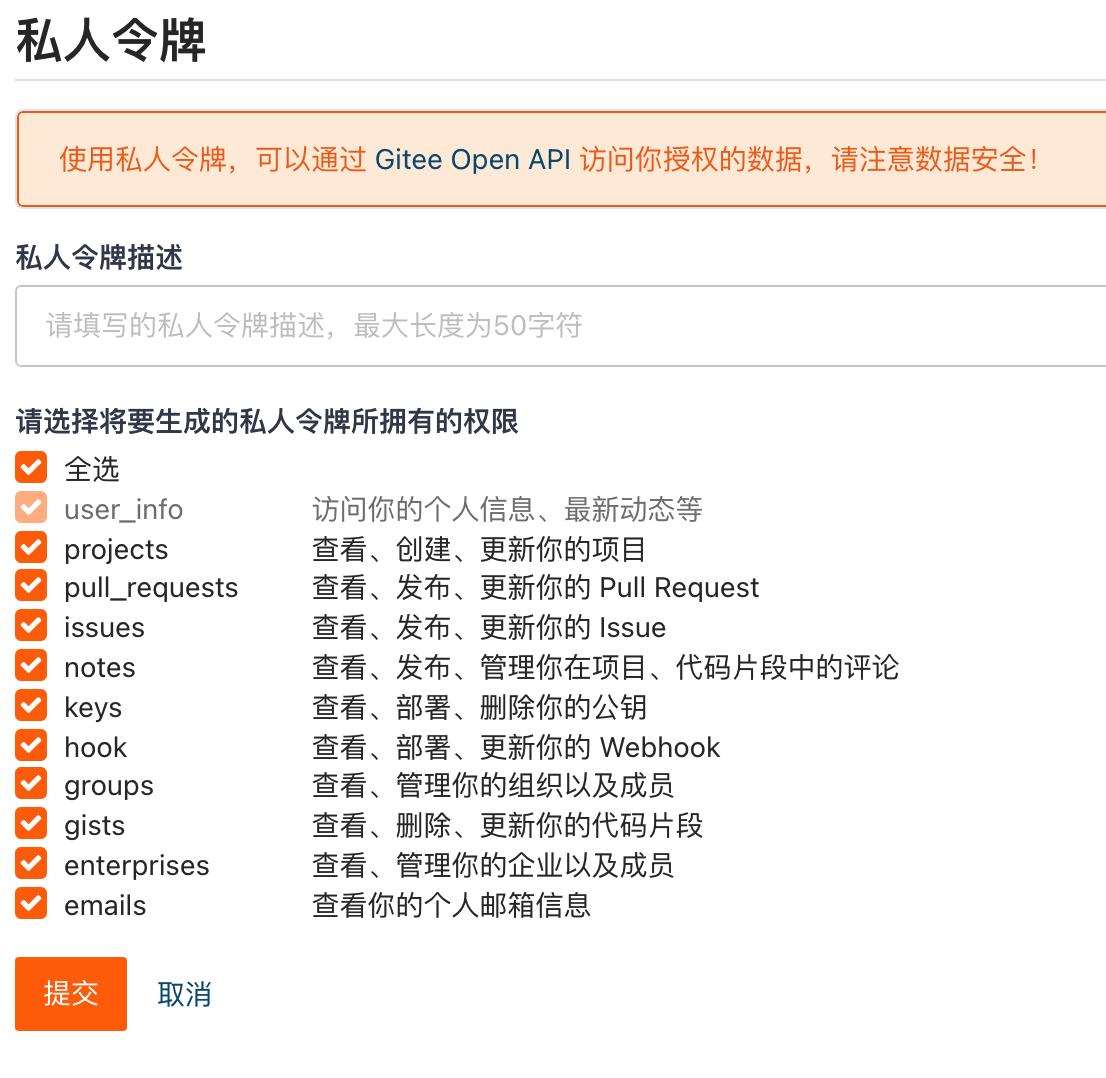 私人令牌
使用私人令牌，可以通过 Gitee Open API 访问你授权的数据，请注意数据安全！
私人令牌描述
请填写的私人令牌描述，最大长度为50字符
请选择将要生成的私人令牌所拥有的权限
全选
user_info 访问你的个人信息、最新动态等
projects 查看、创建、更新你的项目
pull_requests 查看、发布、更新你的 Pull Request
issues 查看、发布、更新你的 Issue
notes 查看、发布、管理你在项目、代码片段中的评论
keys 查看、部署、删除你的公钥
hook 查看、部署、更新你的 Webhook
groups 查看、管理你的组织以及成员
gists 查看、删除、更新你的代码片段
enterprises 查看、管理你的企业以及成员
emails 查看你的个人邮箱信息
提交 取消